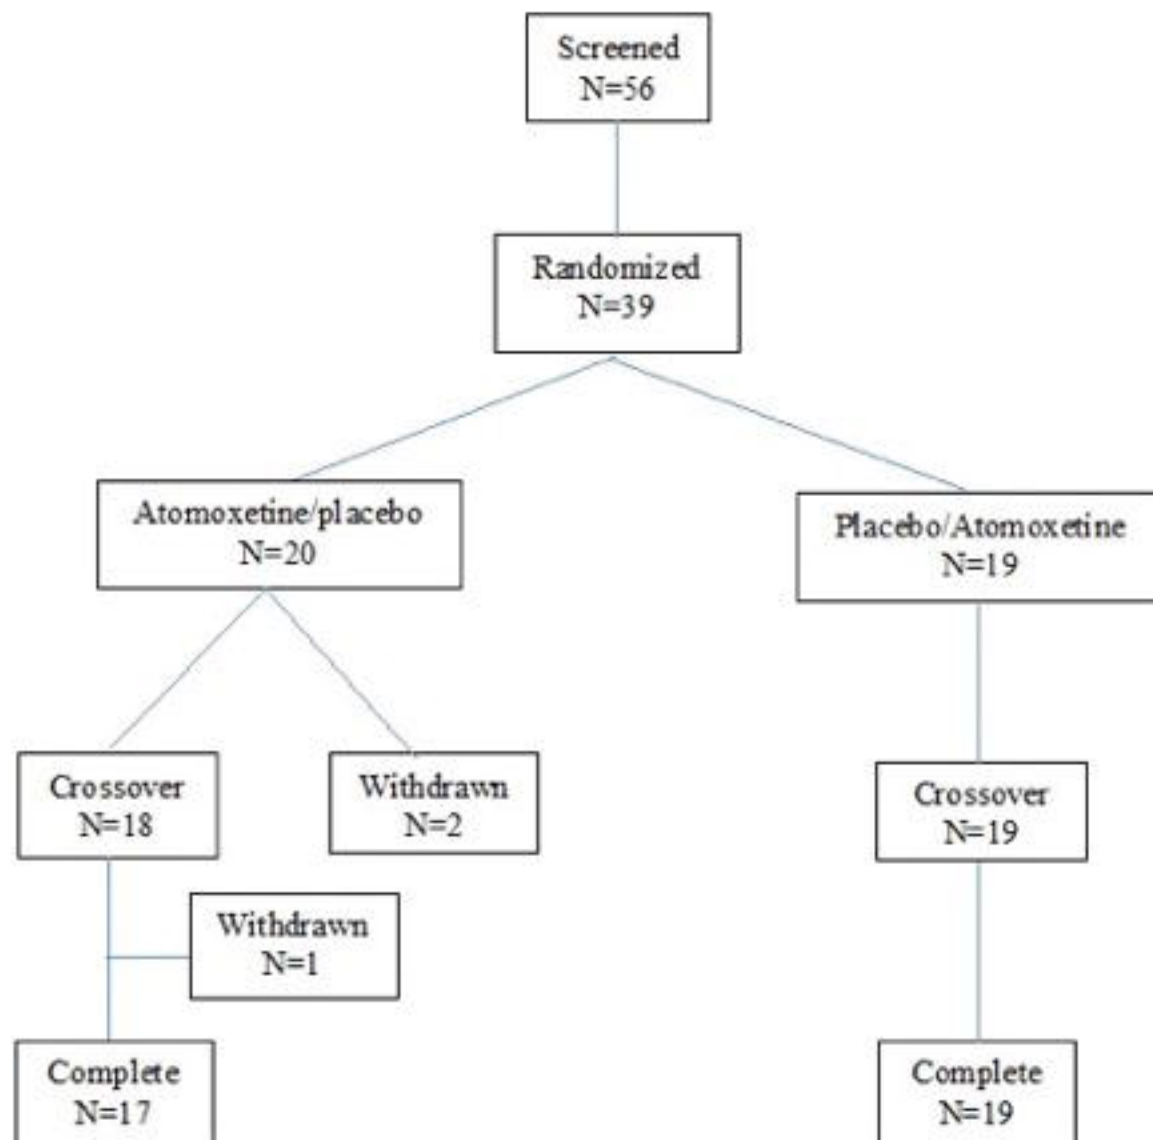 Screened
N=56
Randomized
N=39
Atomoxetine/placebo
N=20
Placebo/Atomoxetine
N=19
Crossover
N=18
Withdrawn
N=2
Crossover
N=19
Withdrawn
N=1
Complete
N=17
Complete
N=19